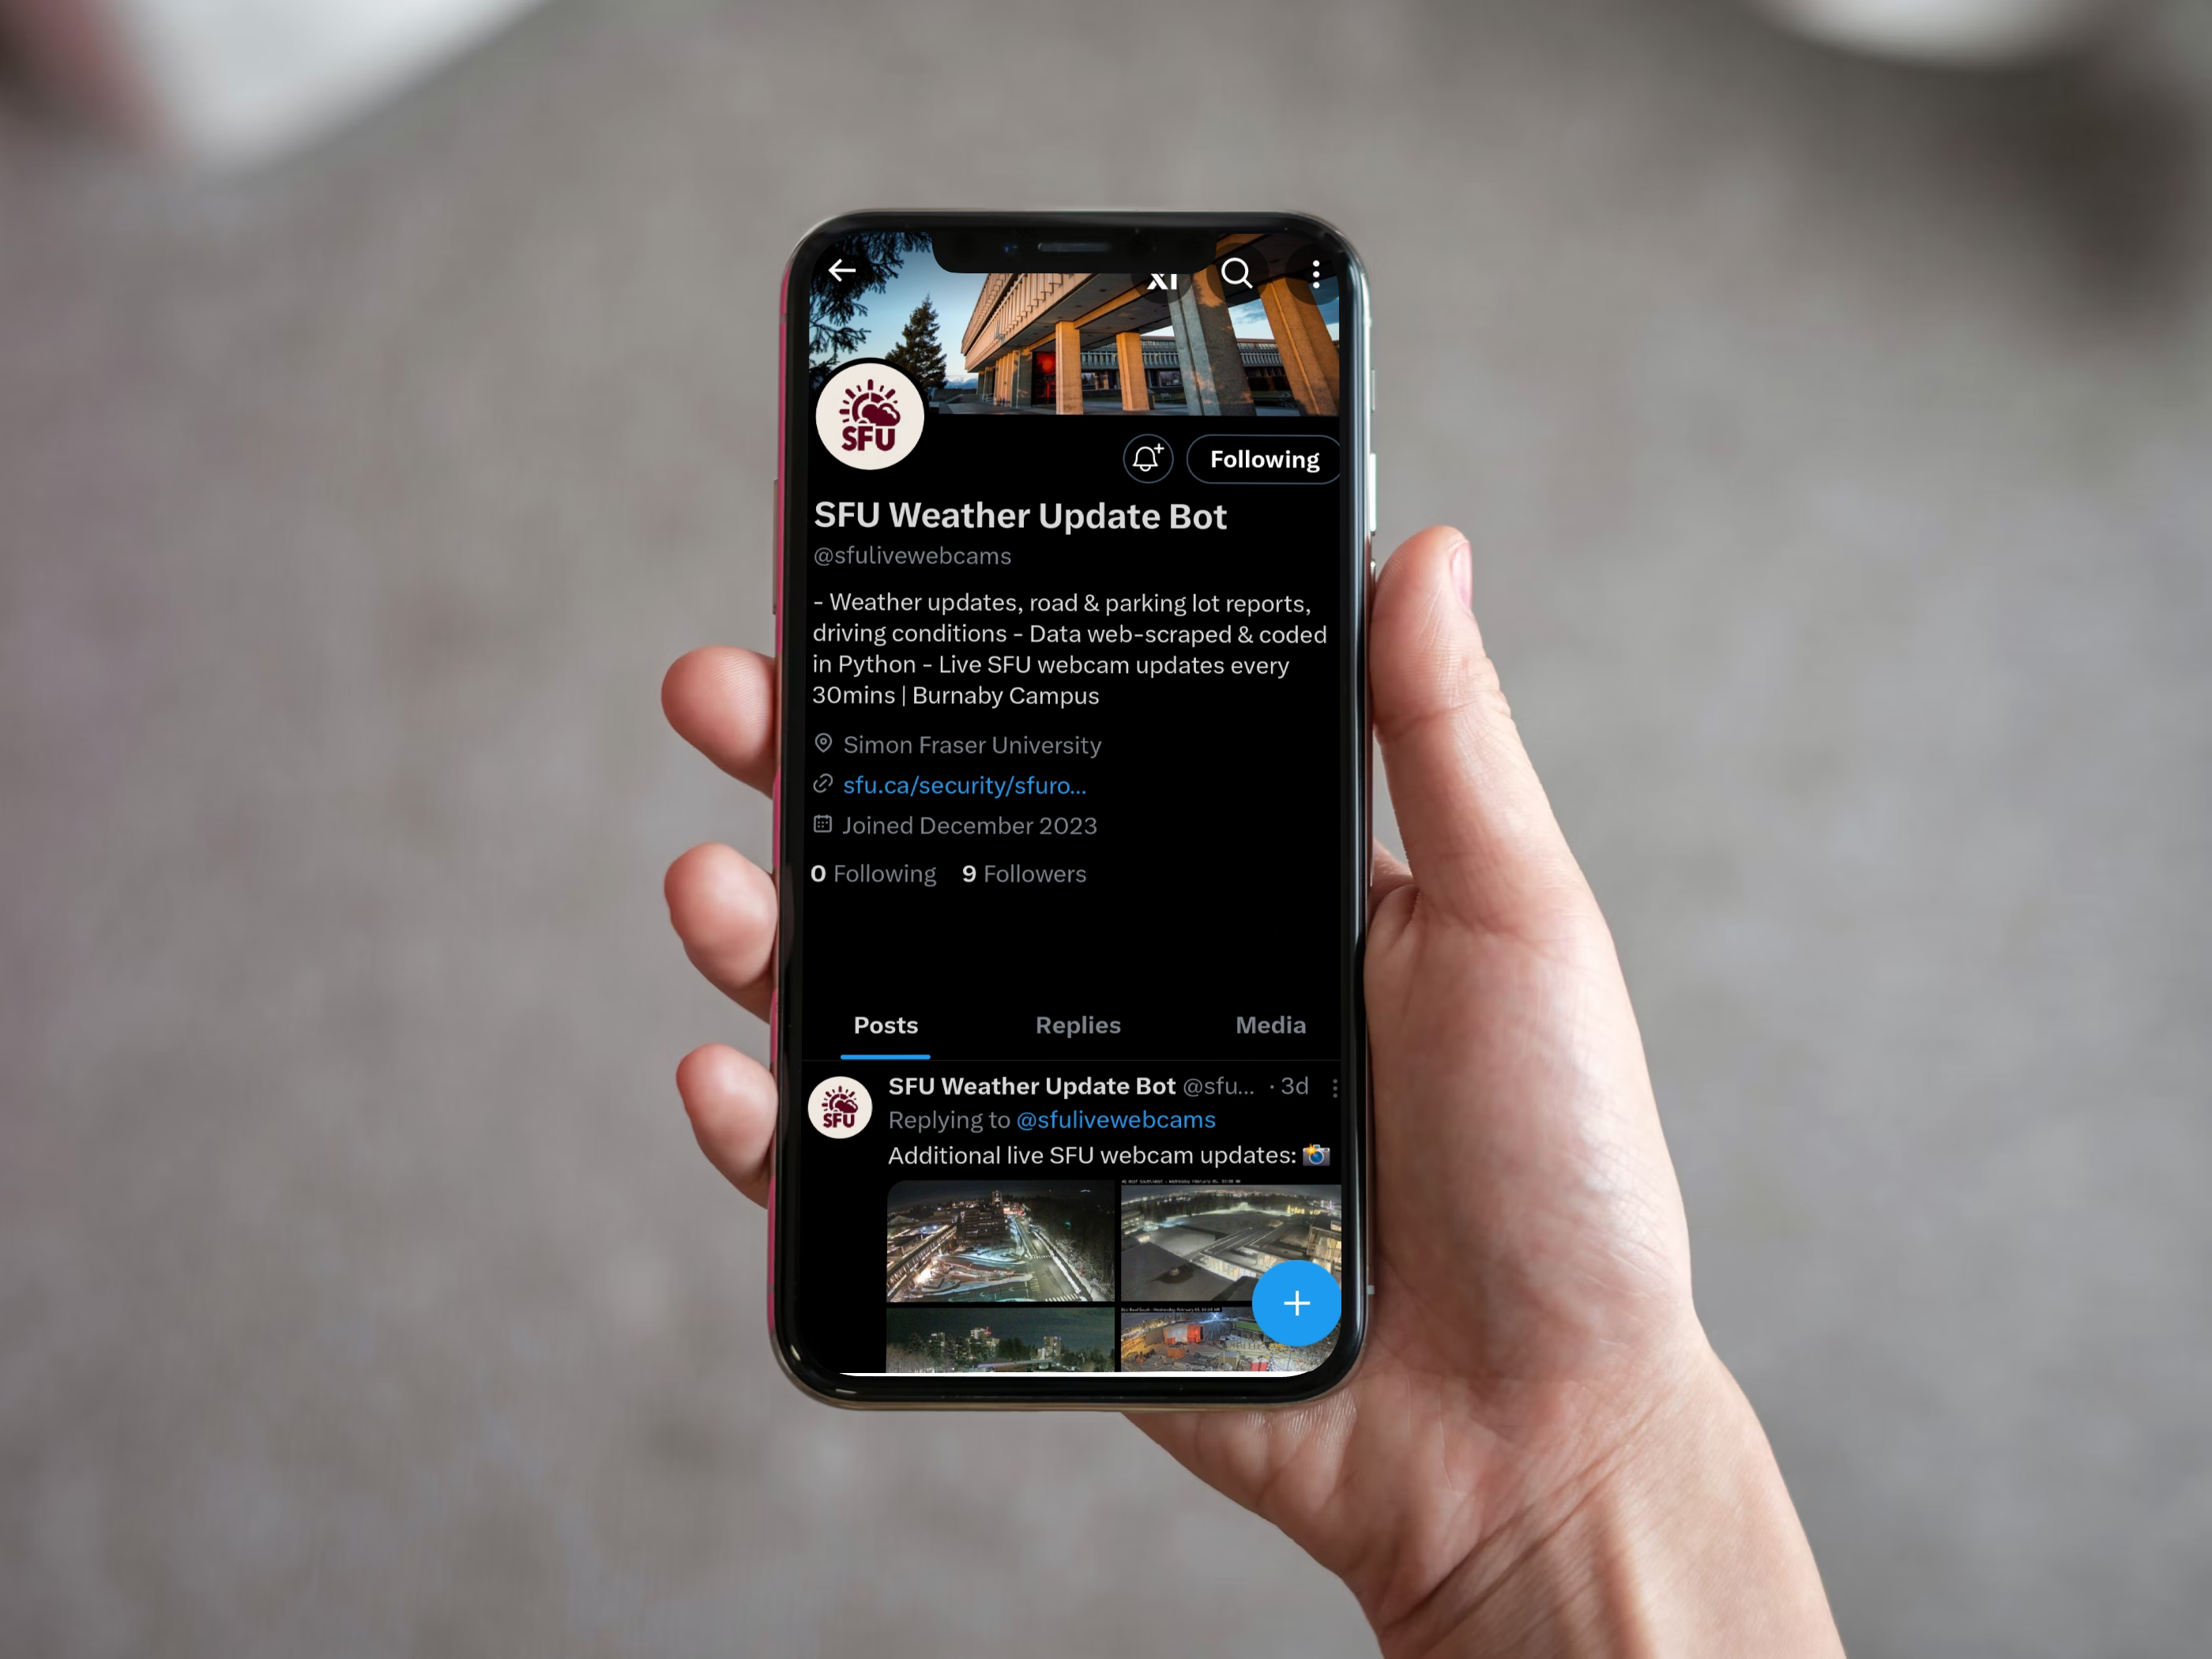 SFU
Following
SFU Weather Update Bot
@sfulivewebcams
- Weather updates, road & parking lot reports,
driving conditions - Data web-scraped & coded
in Python - Live SFU webcam updates every
30mins | Burnaby Campus
Simon Fraser University
sfu.ca/security/sfuro...
Joined December 2023
0 Following 9 Followers
Posts Replies Media
SFU
SFU Weather Update Bot @sfu... · 3d
Replying to @sfulivewebcams
Additional live SFU webcam updates: 📸